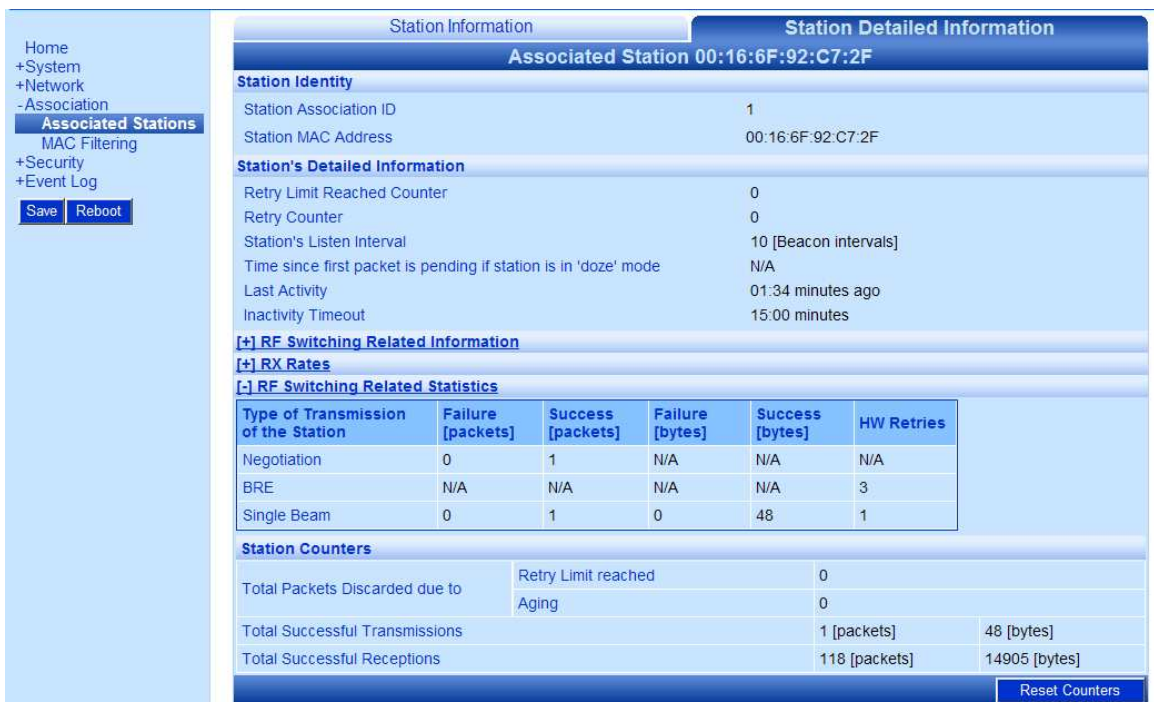 Home
+System
+Network
-Association
Associated Stations
MAC Filtering
+Security
+Event Log
Save Reboot
Station Information Station Detailed Information
Associated Station 00:16:6F:92:C7:2F
Station Identity
Station Association ID 1
Station MAC Address 00:16:6F:92:C7:2F
Station's Detailed Information
Retry Limit Reached Counter 0
Retry Counter 0
Station's Listen Interval 10 [Beacon intervals]
Time since first packet is pending if station is in 'doze' mode N/A
Last Activity 01:34 minutes ago
Inactivity Timeout 15:00 minutes
[+] RF Switching Related Information
[+] RX Rates
[-] RF Switching Related Statistics
Type of Transmission of the Station Failure [packets] Success [packets] Failure [bytes] Success [bytes] HW Retries
Negotiation 0 1 N/A N/A N/A
BRE N/A N/A N/A N/A 3
Single Beam 0 1 0 48 1
Station Counters
Total Packets Discarded due to Retry Limit reached 0
Aging 0
Total Successful Transmissions 1 [packets] 48 [bytes]
Total Successful Receptions 118 [packets] 14905 [bytes]
Reset Counters